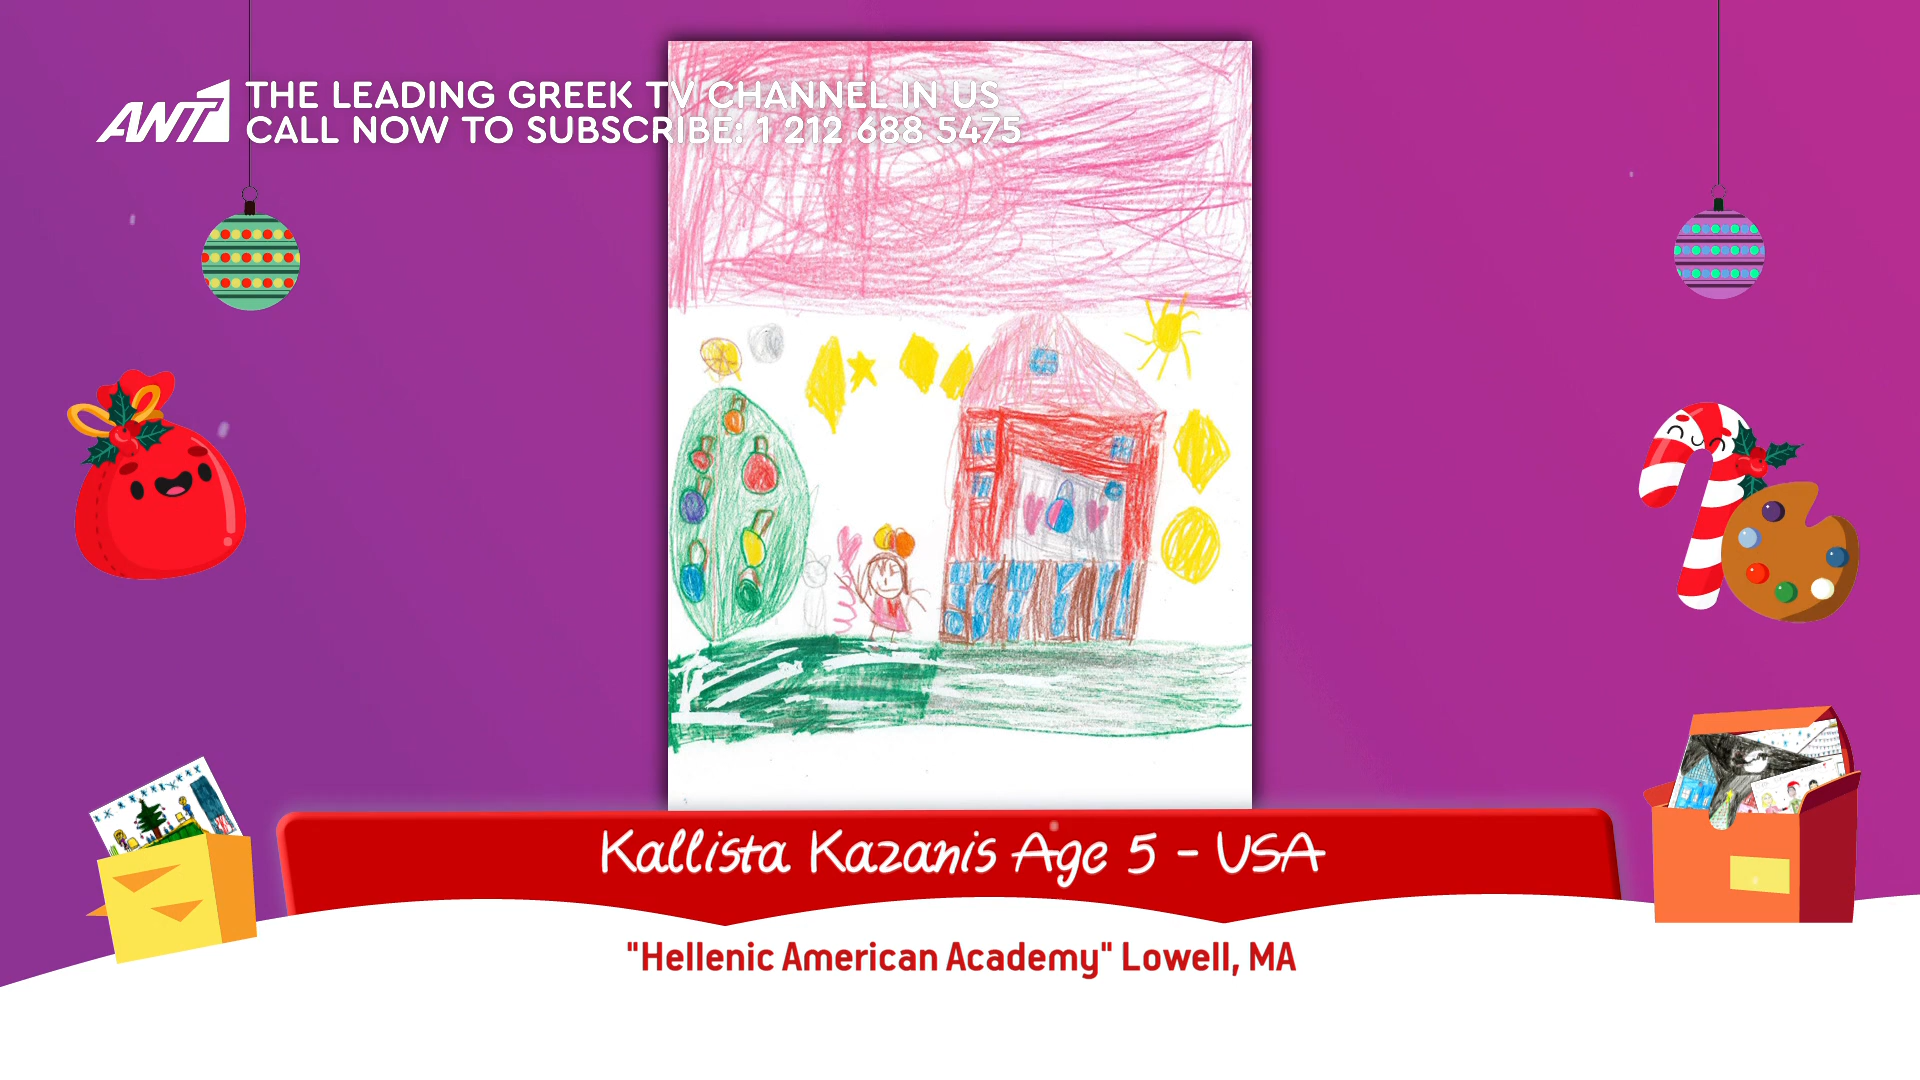 ANT1 THE LEADING GREEK TV CHANNEL IN US
CALL NOW TO SUBSCRIBE: 1 212 688 5475
Kallista Kazanis Age 5 - USA
"Hellenic American Academy" Lowell, MA